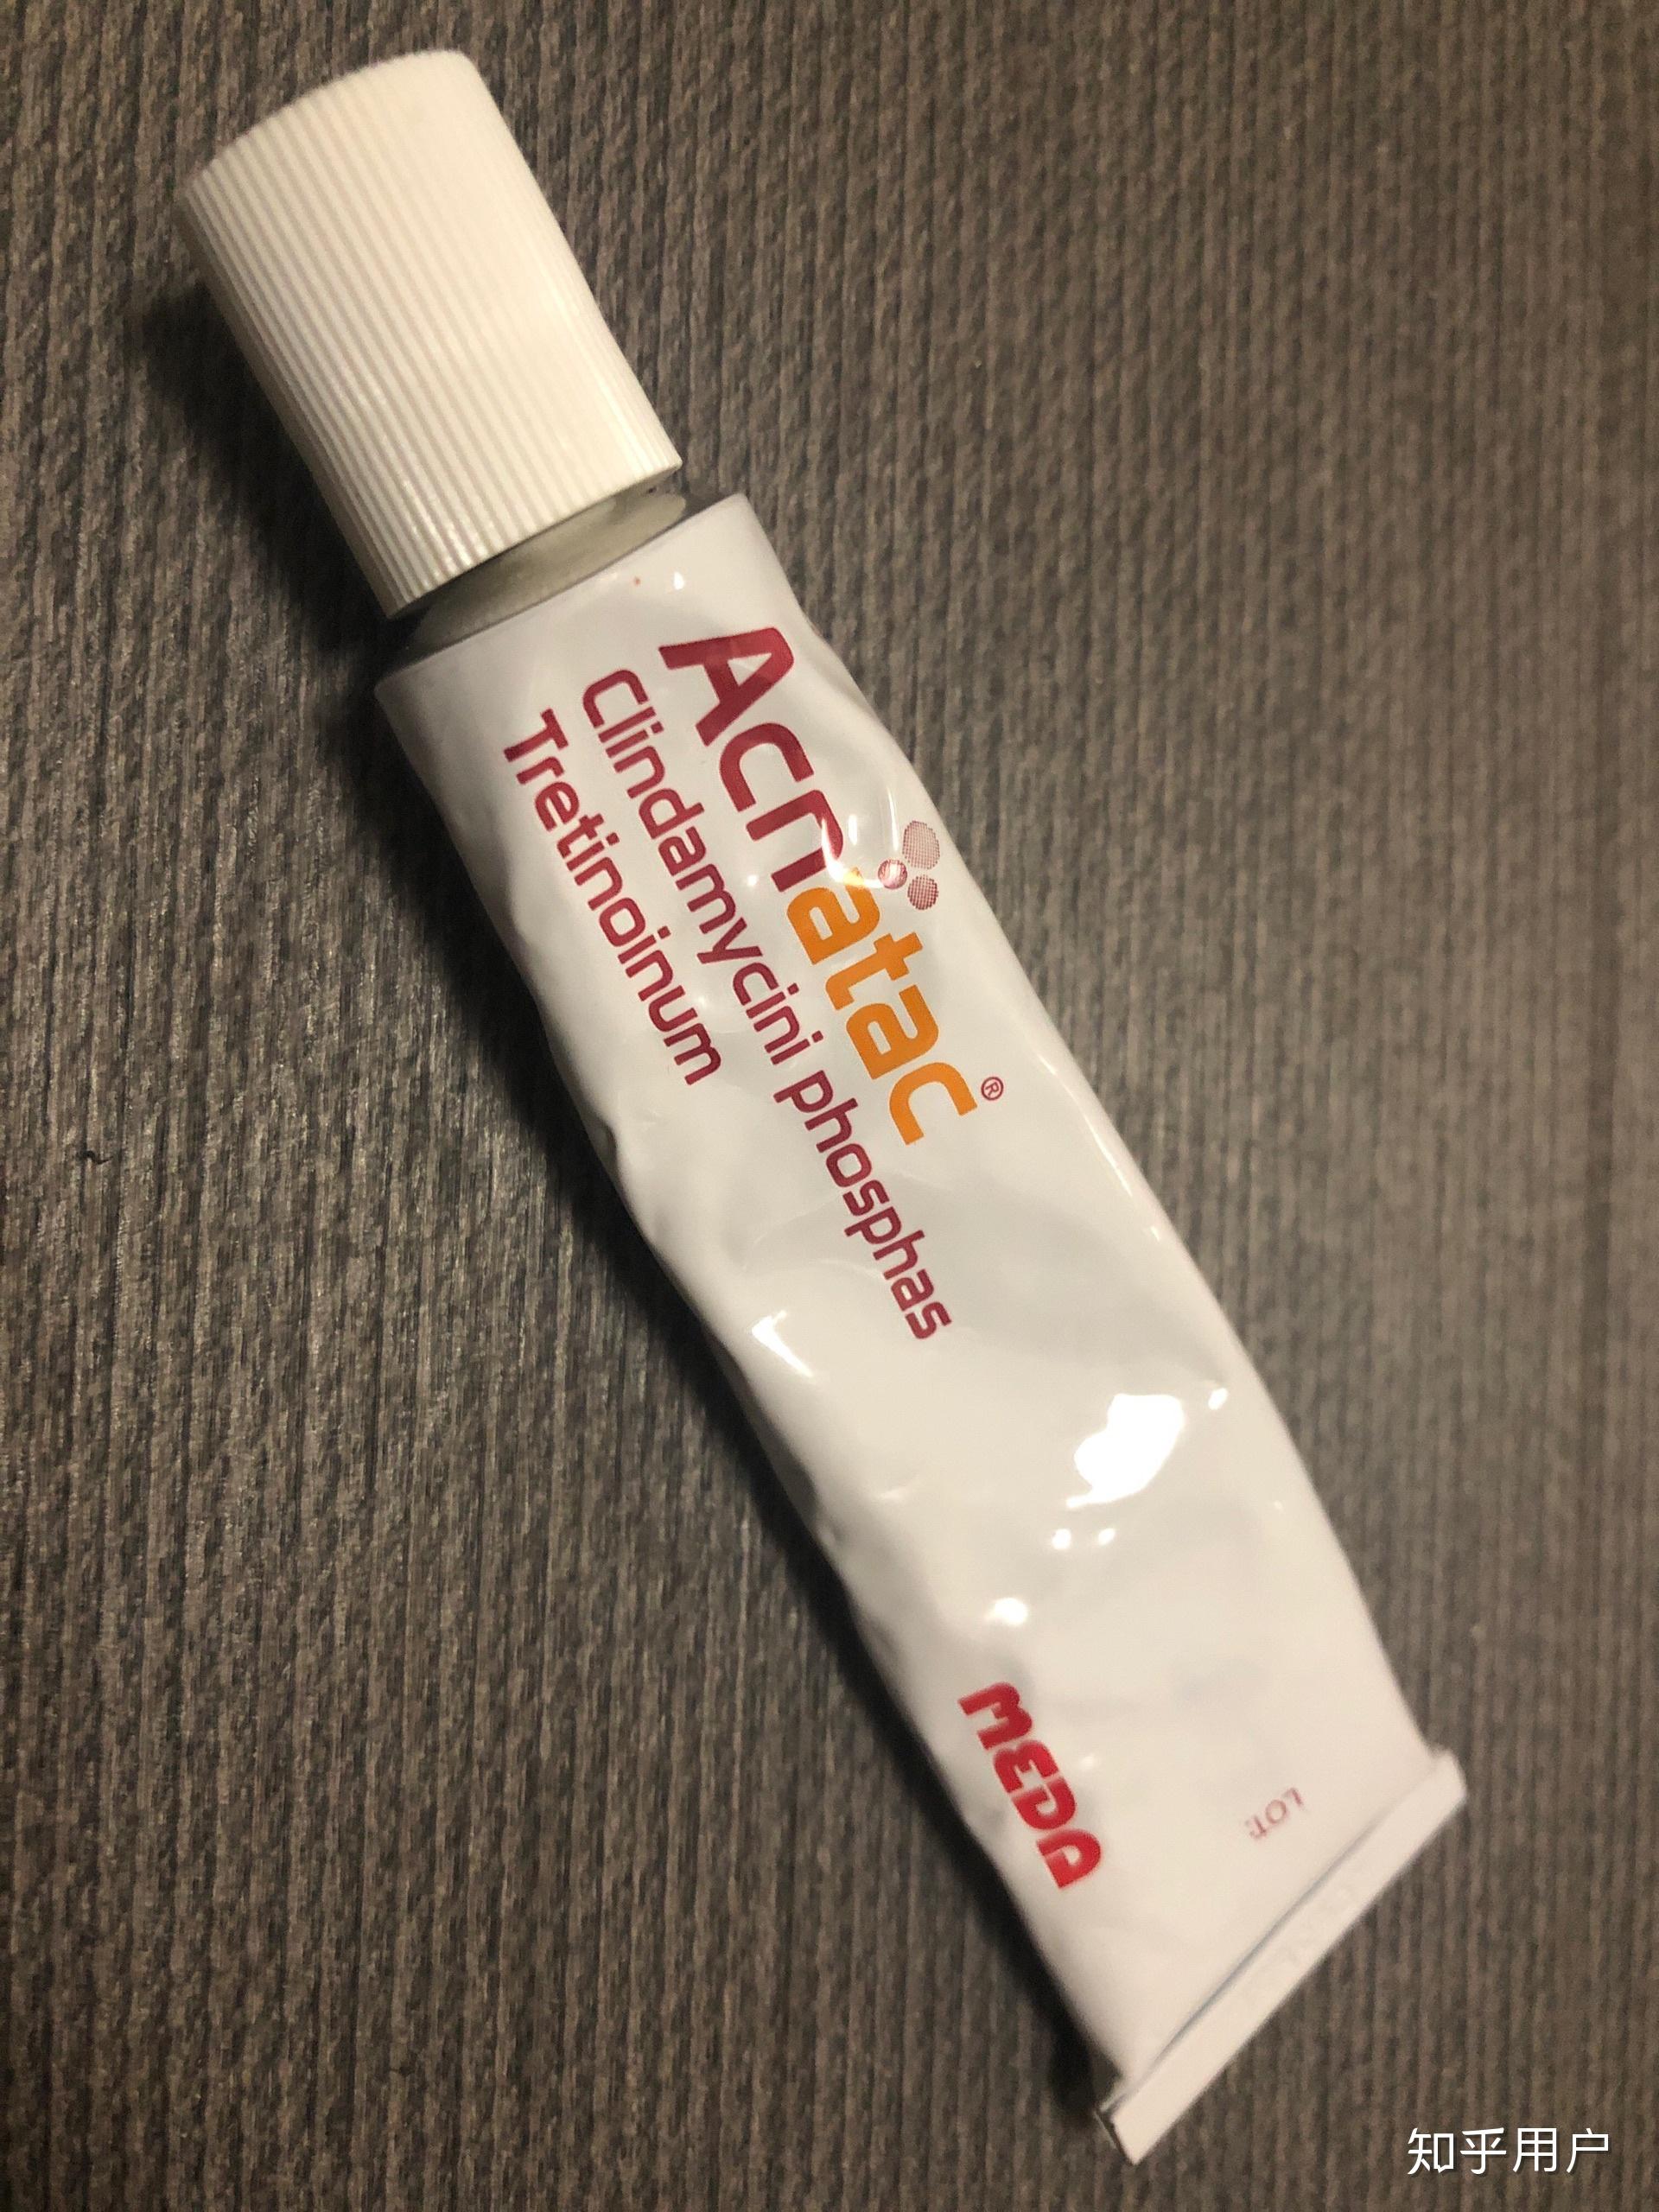 Acnatac®
Clindamycini phosphas
Tretinoinum
MEDA
LOT:
知乎用户